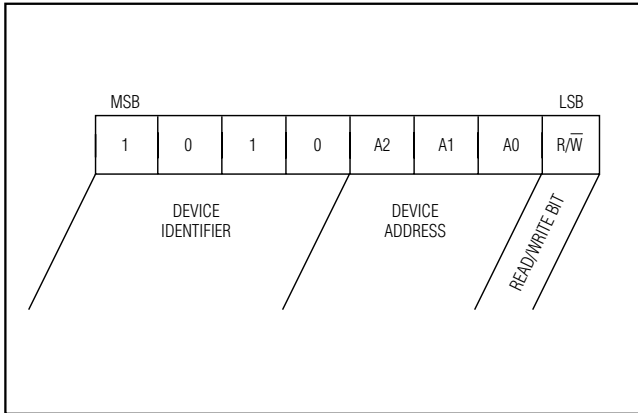 MSB LSB
1 0 1 0 A2 A1 A0 R/W̅
DEVICE
IDENTIFIER
DEVICE
ADDRESS
READ/WRITE BIT